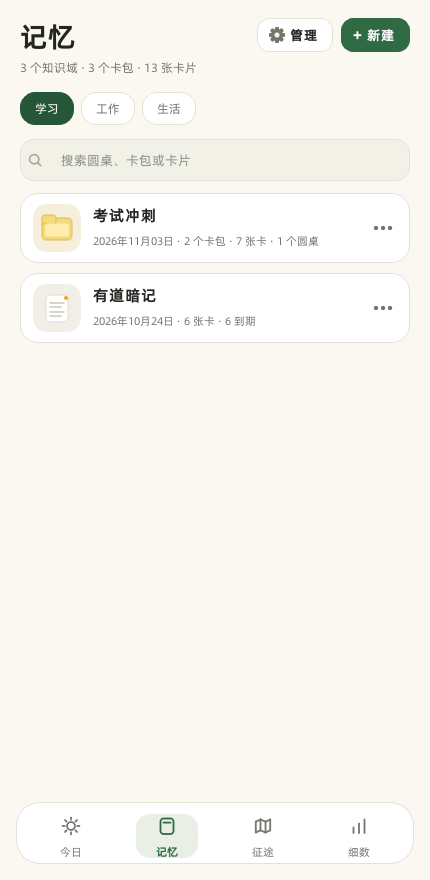 记忆
管理
+ 新建
3 个知识域 · 3 个卡包 · 13 张卡片
学习
工作
生活
搜索圆桌、卡包或卡片
考试冲刺
2026年11月03日 · 2 个卡包 · 7 张卡 · 1 个圆桌
有道暗记
2026年10月24日 · 6 张卡 · 6 到期
今日
记忆
征途
细数